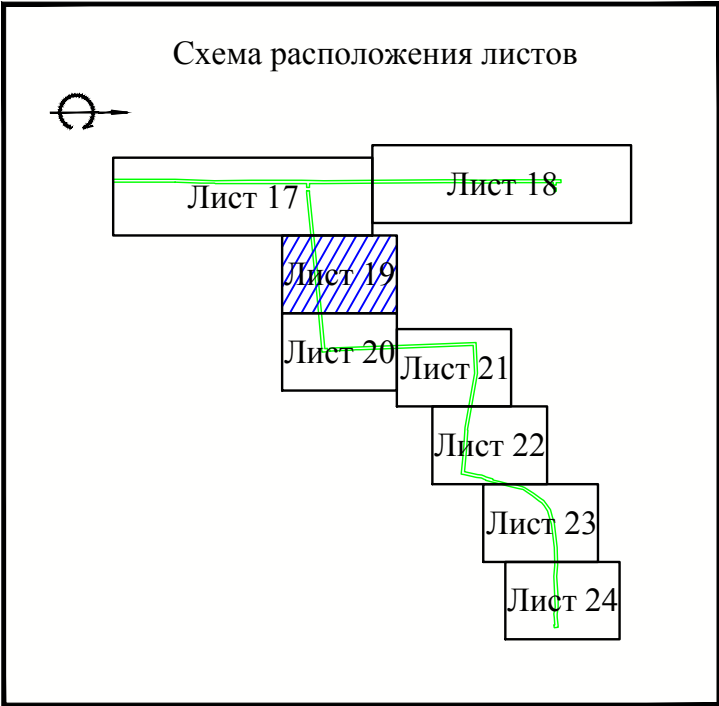 Схема расположения листов
Лист 17
Лист 18
Лист 19
Лист 20
Лист 21
Лист 22
Лист 23
Лист 24